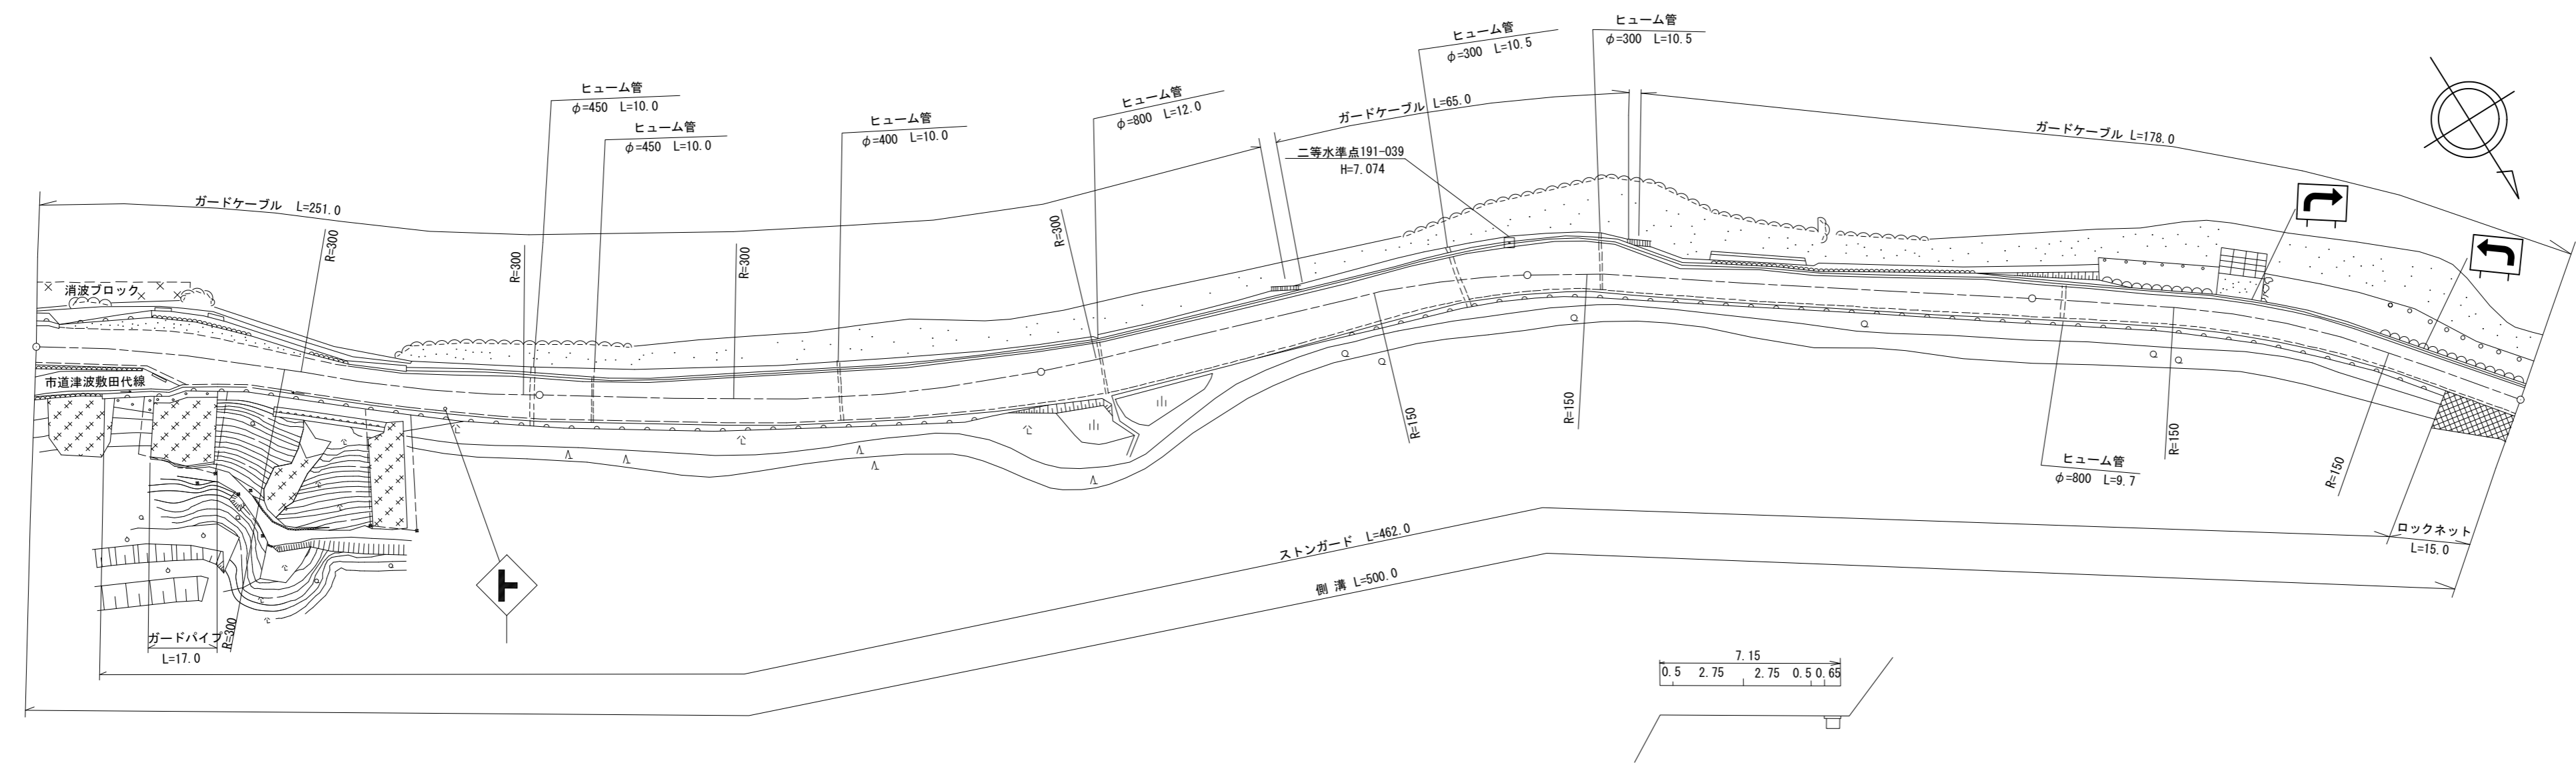 ヒューム管
φ=450 L=10.0
ヒューム管
φ=450 L=10.0
ヒューム管
φ=400 L=10.0
ヒューム管
φ=800 L=12.0
ヒューム管
φ=300 L=10.5
ヒューム管
φ=300 L=10.5
ガードケーブル L=65.0
ガードケーブル L=178.0
二等水準点191-039
H=7.074
ガードケーブル L=251.0
R=300
R=300
R=300
R=300
消波ブロック
市道津波敷田代線
R=150
R=150
R=150
R=150
ヒューム管
φ=800 L=9.7
ロックネット
L=15.0
ストンガード L=462.0
側 溝 L=500.0
ガードパイプ
L=17.0
R=300
7.15
0.5 2.75 2.75 0.5 0.65